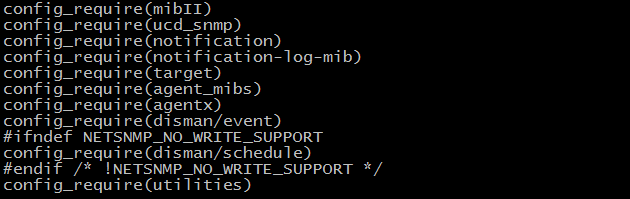 config_require(mibII)
config_require(ucd_snmp)
config_require(notification)
config_require(notification-log-mib)
config_require(target)
config_require(agent_mibs)
config_require(agentx)
config_require(disman/event)
#ifndef NETSNMP_NO_WRITE_SUPPORT
config_require(disman/schedule)
#endif /* !NETSNMP_NO_WRITE_SUPPORT */
config_require(utilities)